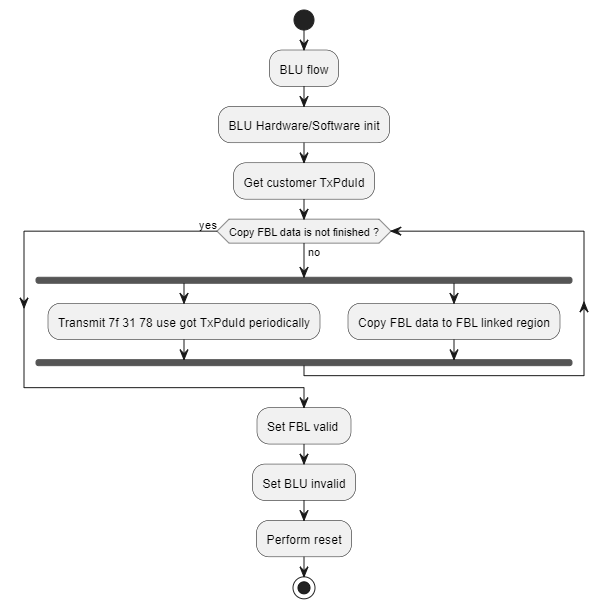 BLU flow
BLU Hardware/Software init
Get customer TxPduId
yes
Copy FBL data is not finished ?
no
Transmit 7f 31 78 use got TxPduId periodically
Copy FBL data to FBL linked region
Set FBL valid
Set BLU invalid
Perform reset